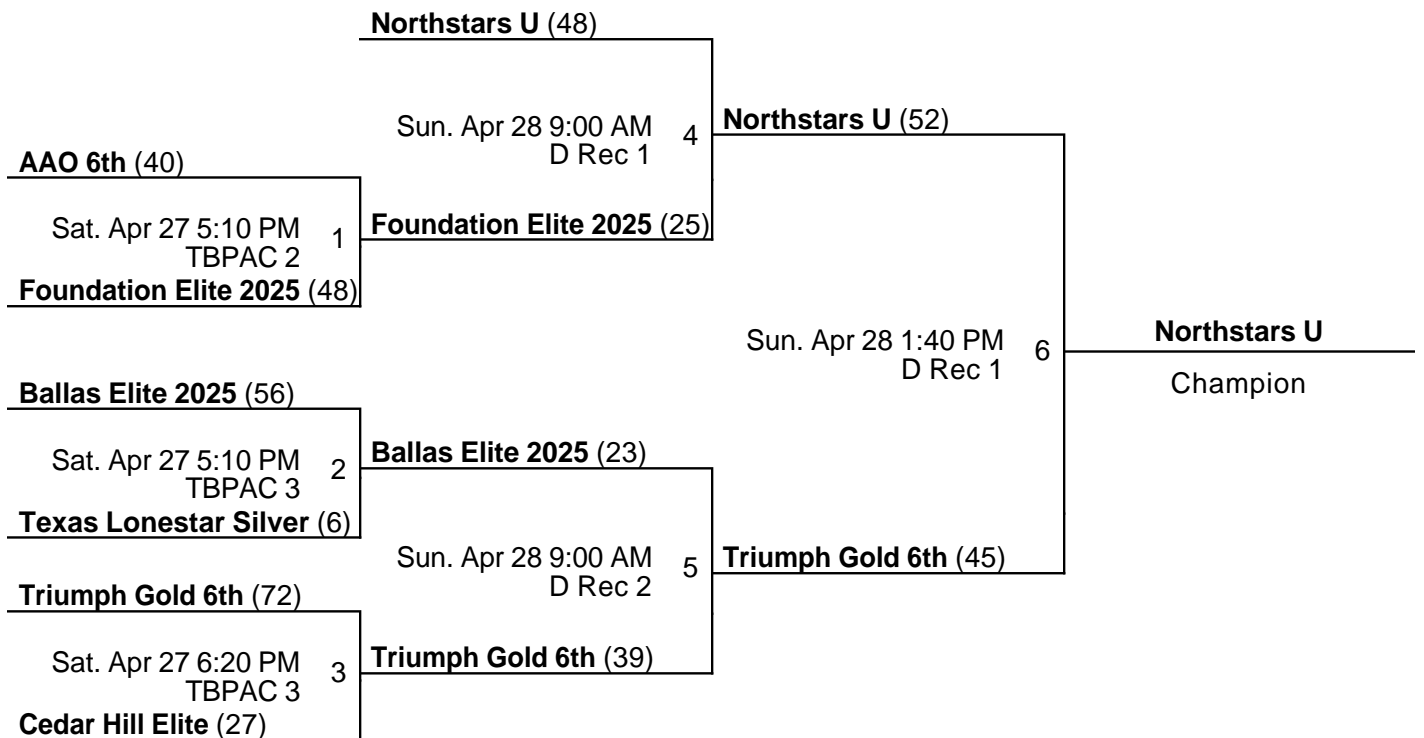 Northstars U (48)
Sun. Apr 28 9:00 AM
D Rec 1
4
Northstars U (52)
AAO 6th (40)
Sat. Apr 27 5:10 PM
TBPAC 2
1
Foundation Elite 2025 (25)
Foundation Elite 2025 (48)
Sun. Apr 28 1:40 PM
D Rec 1
6
Northstars U
Champion
Ballas Elite 2025 (56)
Sat. Apr 27 5:10 PM
TBPAC 3
2
Ballas Elite 2025 (23)
Texas Lonestar Silver (6)
Sun. Apr 28 9:00 AM
D Rec 2
5
Triumph Gold 6th (45)
Triumph Gold 6th (72)
Sat. Apr 27 6:20 PM
TBPAC 3
3
Triumph Gold 6th (39)
Cedar Hill Elite (27)